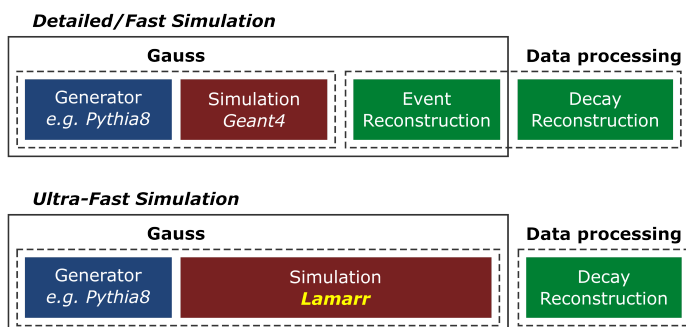 Detailed/Fast Simulation
Gauss
Data processing
Generator
e.g. Pythia8
Simulation
Geant4
Event
Reconstruction
Decay
Reconstruction
Ultra-Fast Simulation
Gauss
Data processing
Generator
e.g. Pythia8
Simulation
Lamarr
Decay
Reconstruction